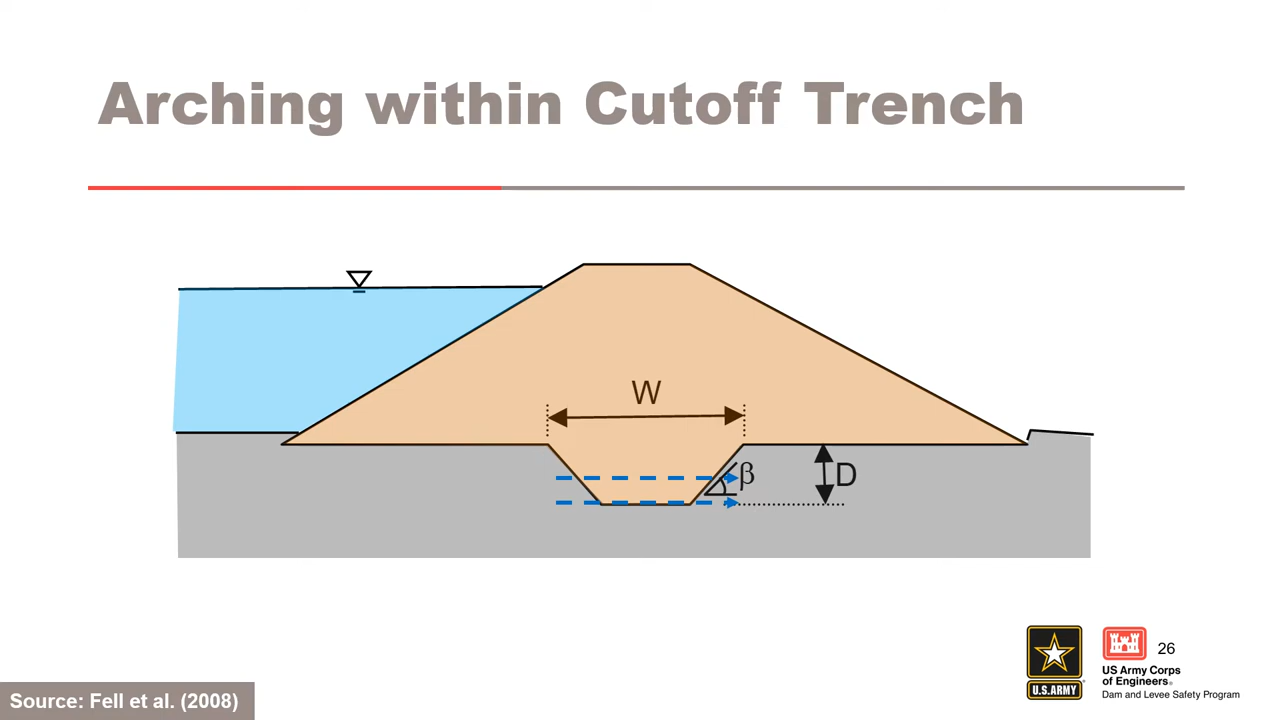 Arching within Cutoff Trench
W
β
D
U.S.ARMY
US Army Corps
of Engineers®
Dam and Levee Safety Program
26
Source: Fell et al. (2008)